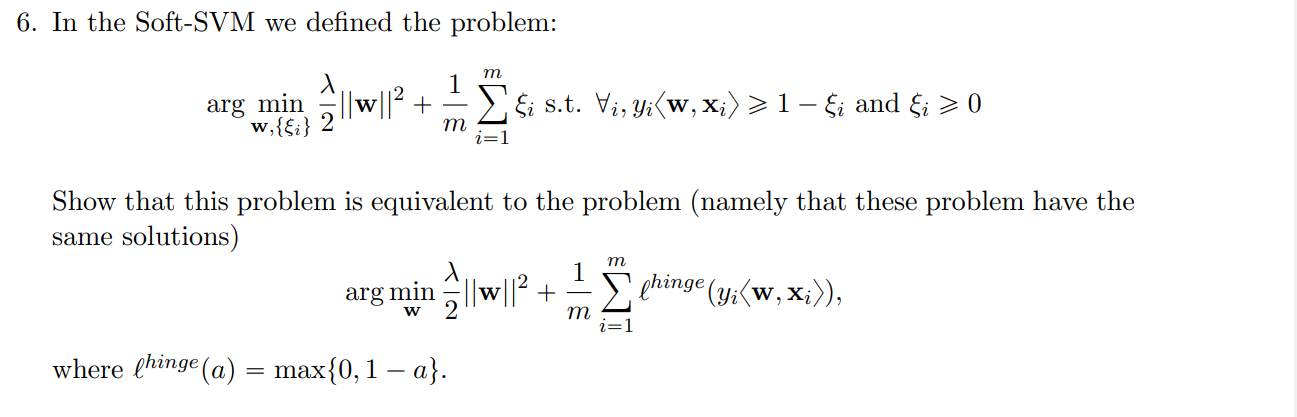 6. In the Soft-SVM we defined the problem:
arg min_{w,{ξ_i}} λ/2 ||w||² + 1/m ∑_{i=1}^{m} ξ_i s.t. ∀_i, y_i⟨w, x_i⟩ ⩾ 1 − ξ_i and ξ_i ⩾ 0
Show that this problem is equivalent to the problem (namely that these problem have the
same solutions)
arg min_w λ/2 ||w||² + 1/m ∑_{i=1}^{m} ℓ^{hinge}(y_i⟨w, x_i⟩),
where ℓ^{hinge}(a) = max{0, 1 − a}.